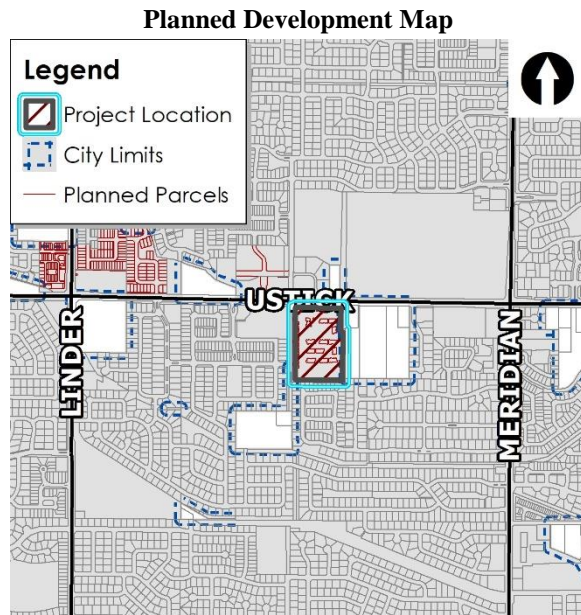 Planned Development Map
Legend
Project Location
City Limits
Planned Parcels
USTICK
LINDER
MERIDIAN